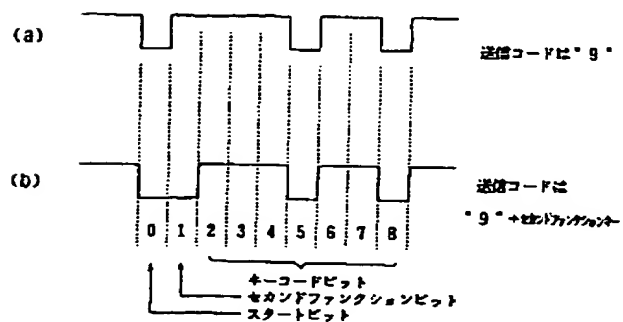 (a)
送信コードは"9"
(b)
送信コードは
"9"+セカンドファンクションキー
0 1 2 3 4 5 6 7 8
キーコードビット
セカンドファンクションビット
スタートビット